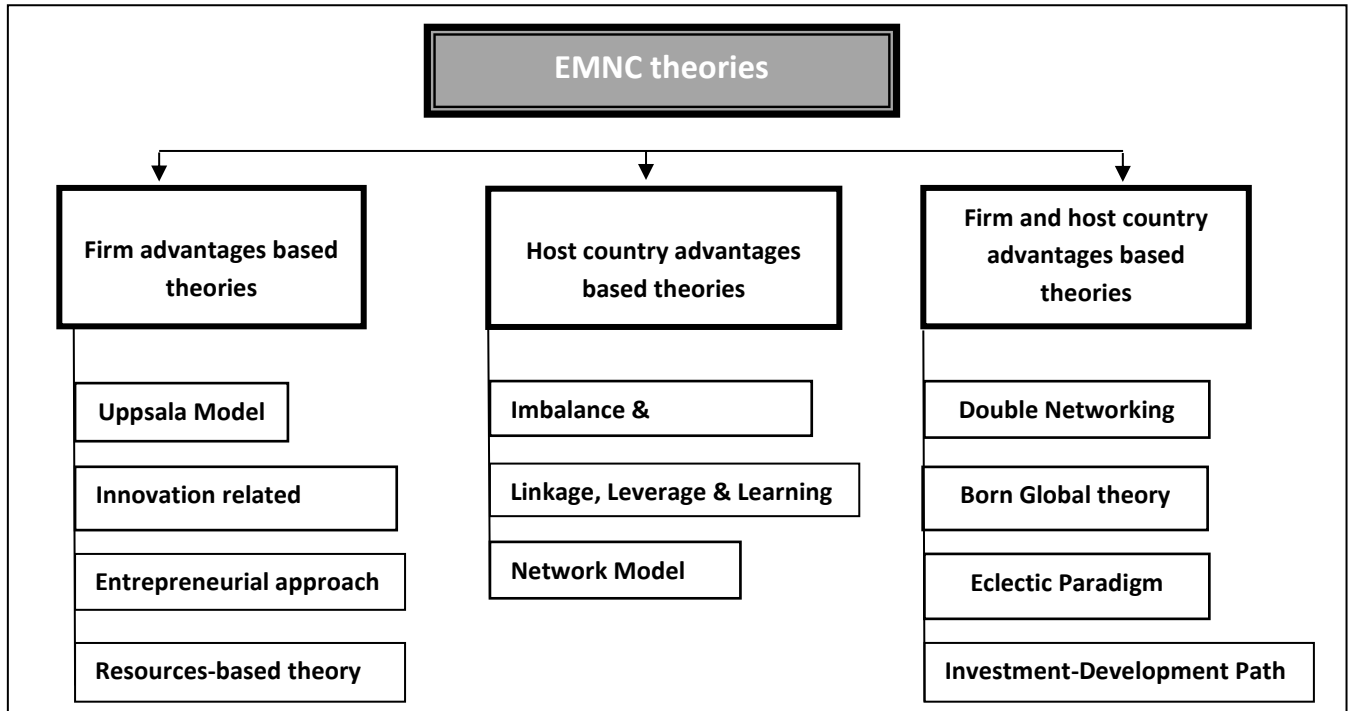 EMNC theories
Firm advantages based
theories
Uppsala Model
Innovation related
Entrepreneurial approach
Resources-based theory
Host country advantages
based theories
Imbalance &
Linkage, Leverage & Learning
Network Model
Firm and host country
advantages based
theories
Double Networking
Born Global theory
Eclectic Paradigm
Investment-Development Path